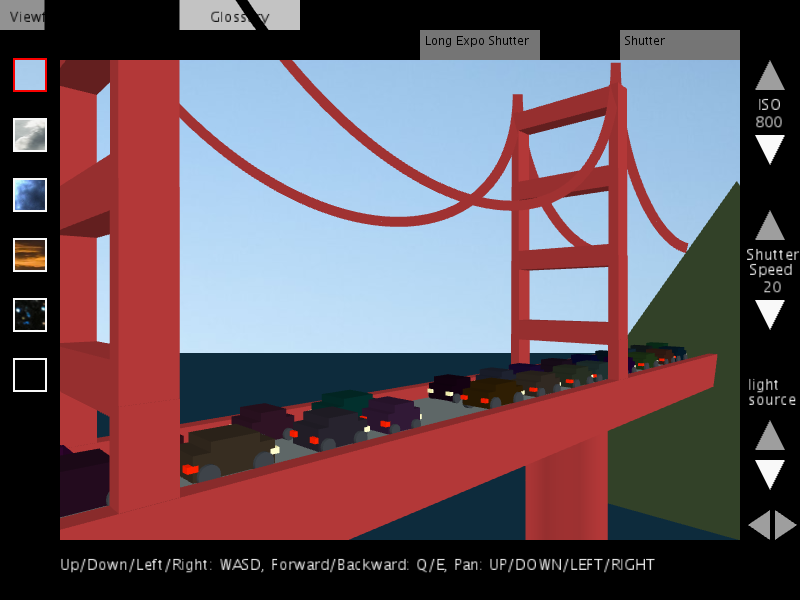 Glossary
Long Expo Shutter
Shutter
ISO
800
Shutter
Speed
20
light
source
Up/Down/Left/Right: WASD, Forward/Backward: Q/E, Pan: UP/DOWN/LEFT/RIGHT